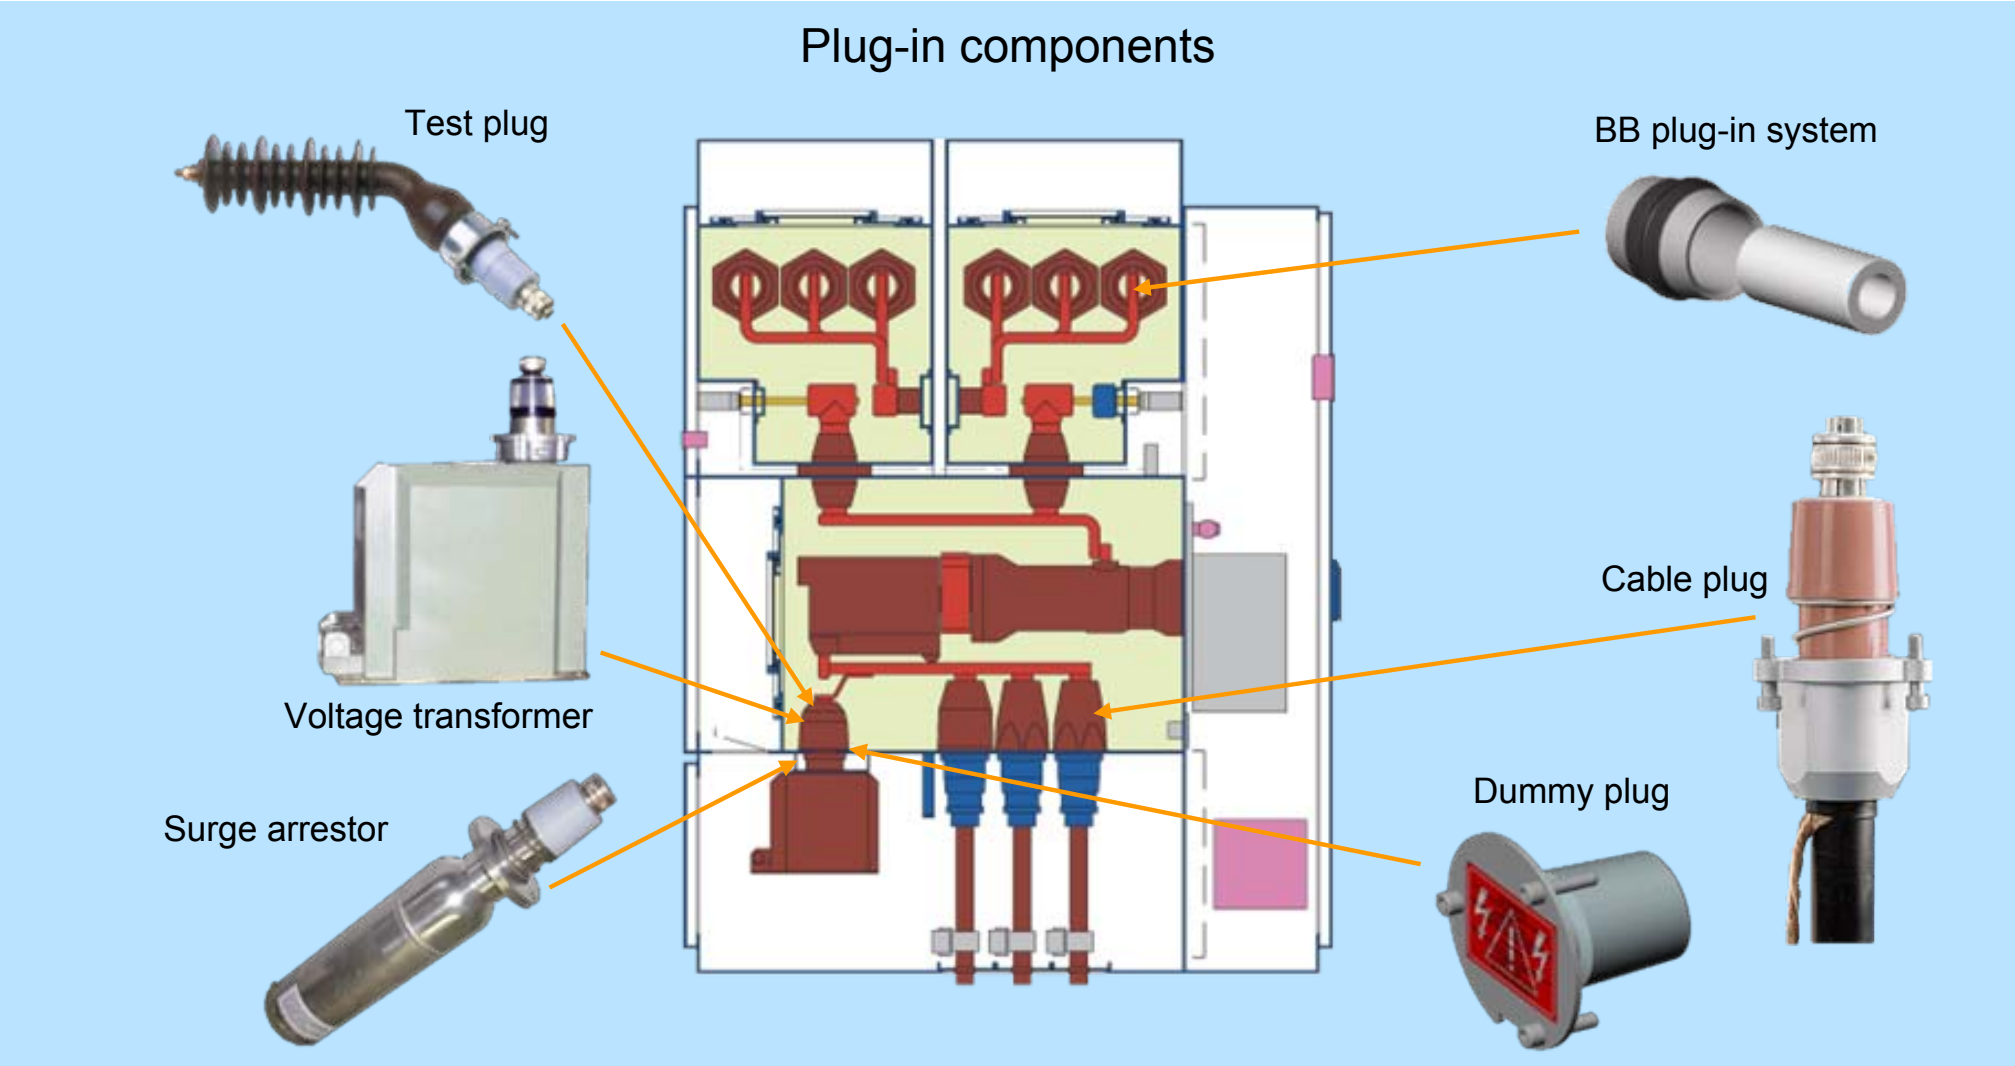 Plug-in components
Test plug
BB plug-in system
Cable plug
Voltage transformer
Dummy plug
Surge arrestor